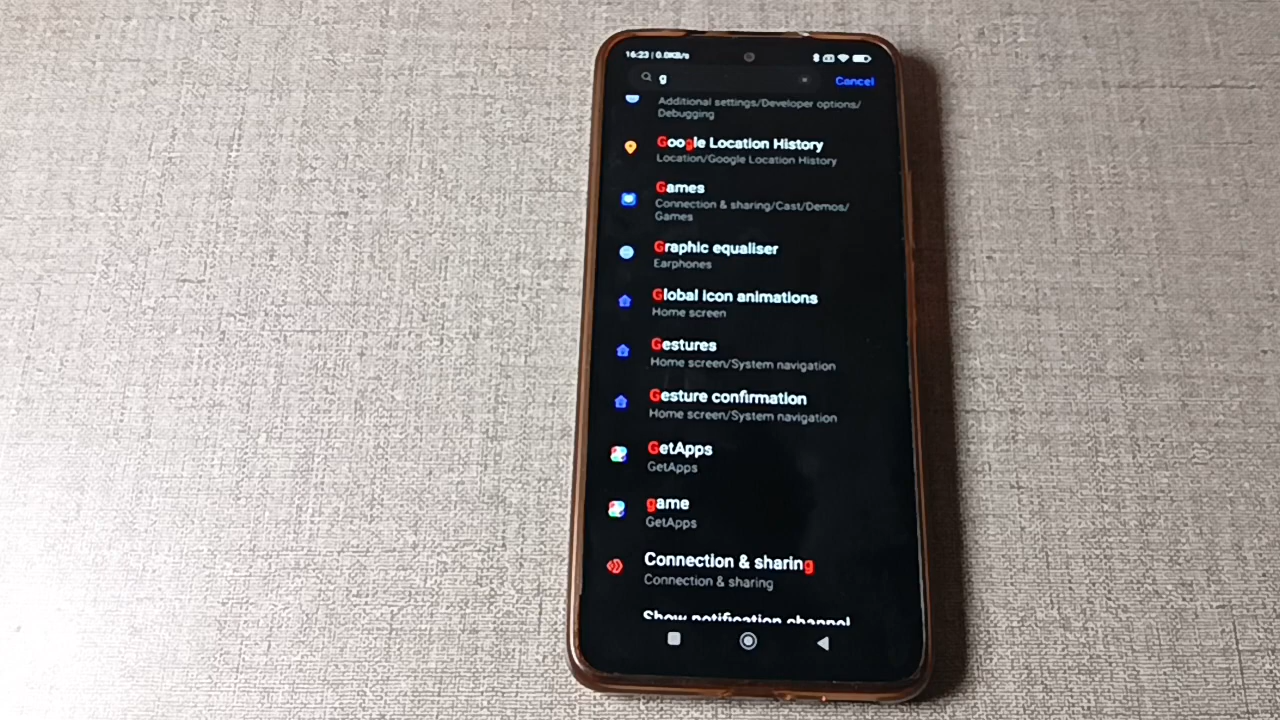 16:23 | 0.0KB/s
g
Cancel
Additional settings/Developer options/
Debugging
Google Location History
Location/Google Location History
Games
Connection & sharing/Cast/Demos/
Games
Graphic equaliser
Earphones
Global icon animations
Home screen
Gestures
Home screen/System navigation
Gesture confirmation
Home screen/System navigation
GetApps
GetApps
game
GetApps
Connection & sharing
Connection & sharing
Show notification channel